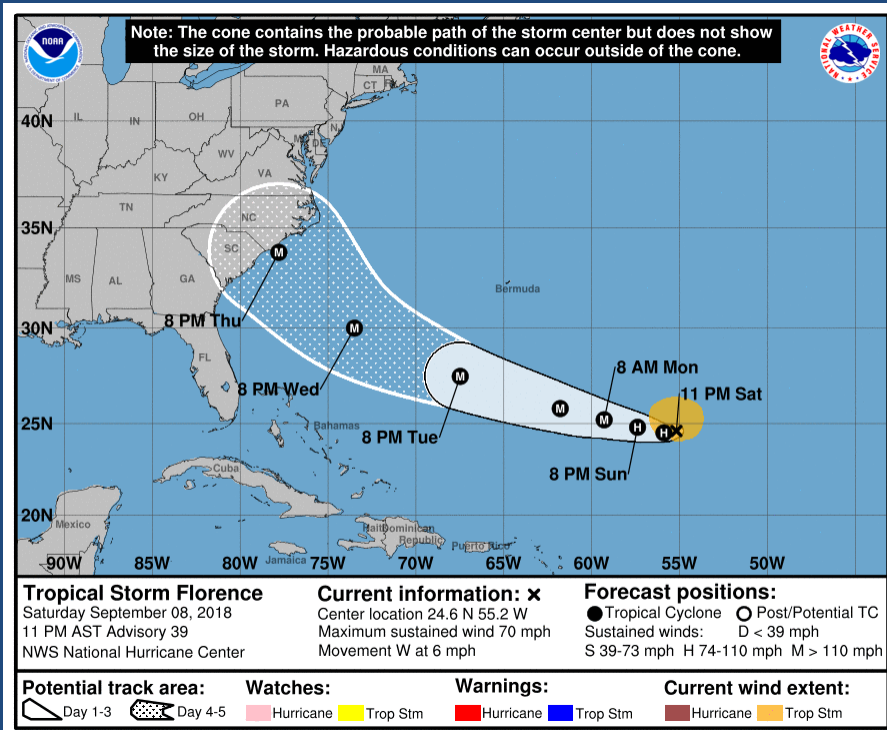 Note: The cone contains the probable path of the storm center but does not show
the size of the storm. Hazardous conditions can occur outside of the cone.
NOAA
NATIONAL WEATHER SERVICE
MA
CT
PA
NJ
IL
IN
OH
40N
DE
WV
VA
KY
TN
NC
35N
SC
M
MS
AL
GA
Bermuda
8 PM Thu
30N
M
FL
8 PM Wed
M
8 AM Mon
11 PM Sat
M
M
25N
H
H
Bahamas
8 PM Tue
8 PM Sun
Cuba
20N
Mexico
Haiti
Dominican
Republic
Puerto Rico
Jamaica
90W 85W 80W 75W 70W 65W 60W 55W 50W
Tropical Storm Florence
Saturday September 08, 2018
11 PM AST Advisory 39
NWS National Hurricane Center
Current information: x
Center location 24.6 N 55.2 W
Maximum sustained wind 70 mph
Movement W at 6 mph
Forecast positions:
Tropical Cyclone Post/Potential TC
Sustained winds: D < 39 mph
S 39-73 mph H 74-110 mph M > 110 mph
Potential track area:
Day 1-3 Day 4-5
Watches:
Hurricane Trop Stm
Warnings:
Hurricane Trop Stm
Current wind extent:
Hurricane Trop Stm